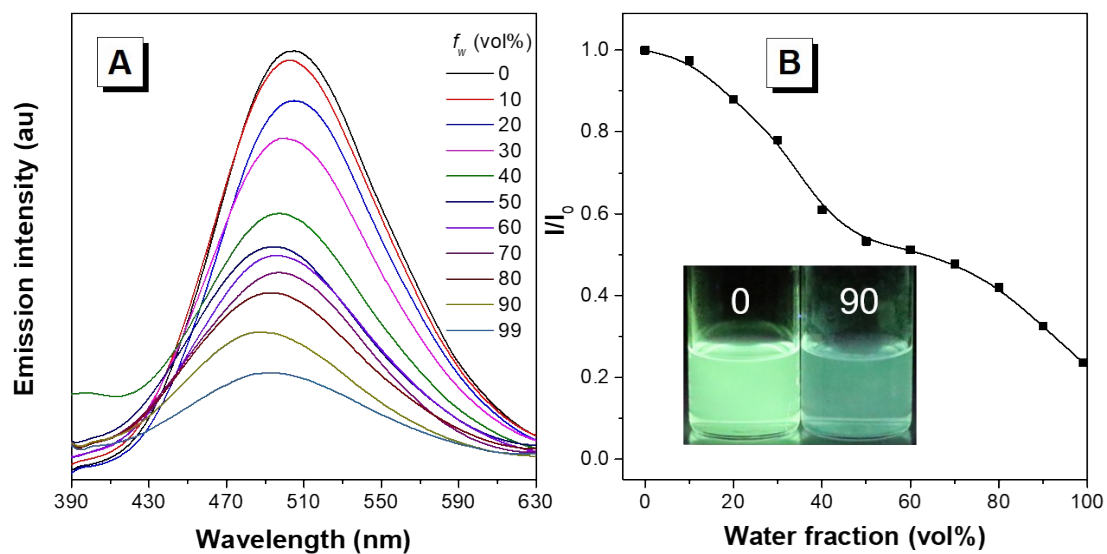 A
f_w (vol%)
0
10
20
30
40
50
60
70
80
90
99
Emission intensity (au)
390 430 470 510 550 590 630
Wavelength (nm)
B
1.0
0.8
0.6
0.4
0.2
0.0
I/I_0
0 90
0 20 40 60 80 100
Water fraction (vol%)